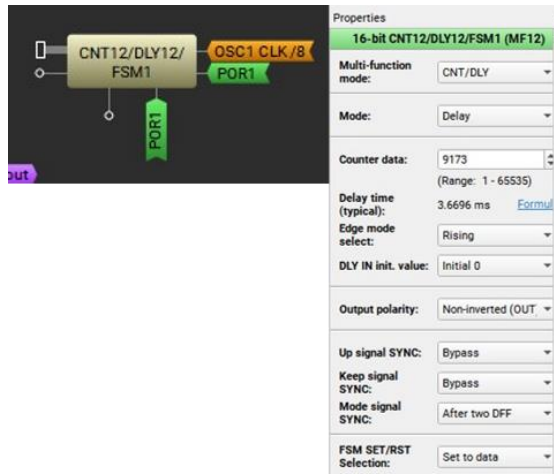 CNT12/DLY12/
FSM1
OSC1 CLK /8
POR1
POR1
out
Properties
16-bit CNT12/DLY12/FSM1 (MF12)
Multi-function
mode:
CNT/DLY
Mode:
Delay
Counter data:
9173
(Range: 1 - 65535)
Delay time
(typical):
3.6696 ms
Formul
Edge mode
select:
Rising
DLY IN init. value:
Initial 0
Output polarity:
Non-inverted (OUT
Up signal SYNC:
Bypass
Keep signal
SYNC:
Bypass
Mode signal
SYNC:
After two DFF
FSM SET/RST
Selection:
Set to data